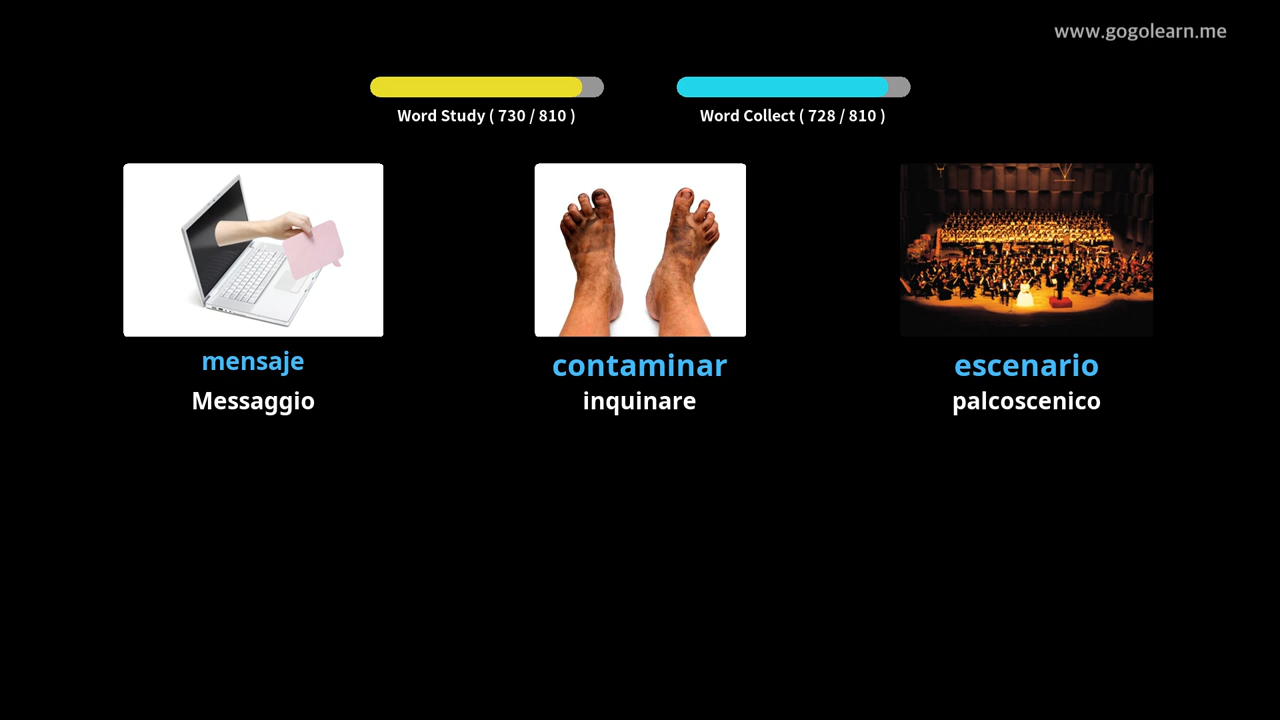 www.gogolearn.me
Word Study ( 730 / 810 )
Word Collect ( 728 / 810 )
mensaje
Messaggio
contaminar
inquinare
escenario
palcoscenico